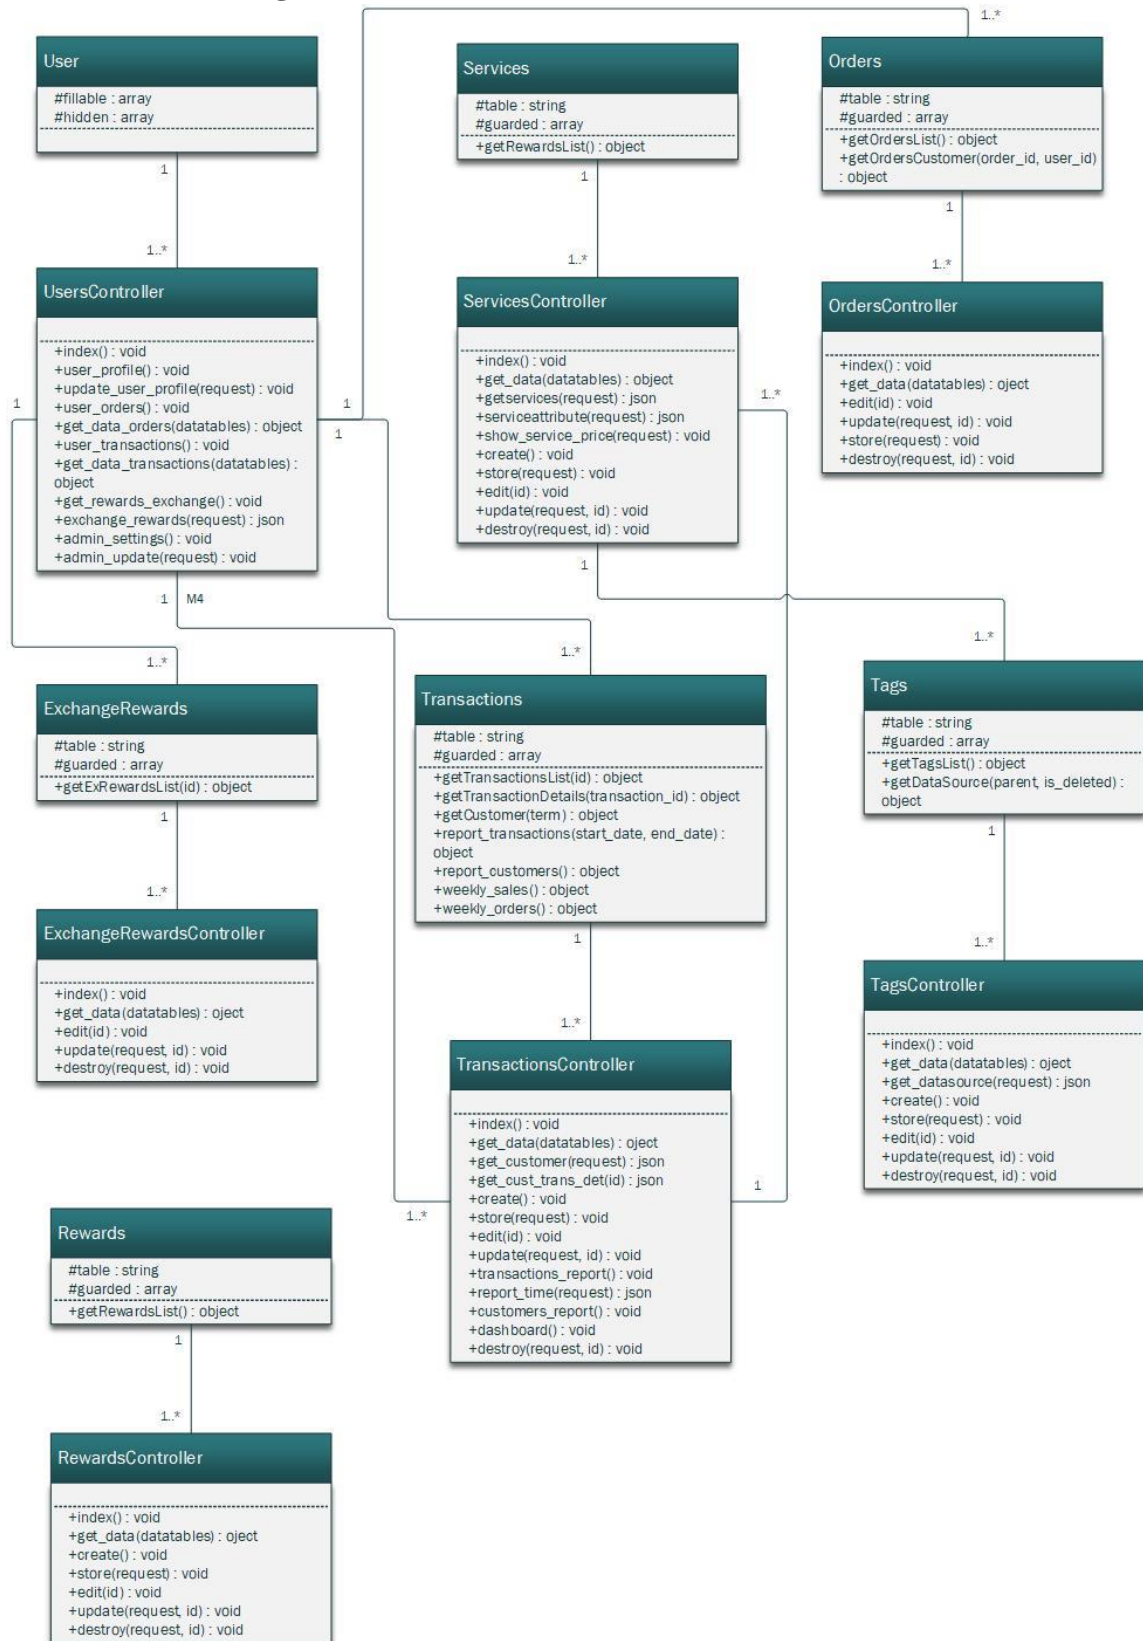 1..*
User
#fillable : array
#hidden : array
1
1..*
Services
#table : string
#guarded : array
+getRewardsList() : object
1
1..*
Orders
#table : string
#guarded : array
+getOrdersList() : object
+getOrdersCustomer(order_id, user_id)
: object
1
1..*
UsersController
+index() : void
+user_profile() : void
+update_user_profile(request) : void
+user_orders() : void
+get_data_orders(datatables) : object
+user_transactions() : void
+get_data_transactions(datatables) :
object
+get_rewards_exchange() : void
+exchange_rewards(request) : json
+admin_settings() : void
+admin_update(request) : void
1
1
1
1
M4
ServicesController
+index() : void
+get_data(datatables) : object
+getservices(request) : json
+serviceattribute(request) : json
+show_service_price(request) : void
+create() : void
+store(request) : void
+edit(id) : void
+update(request, id) : void
+destroy(request, id) : void
1..*
1
OrdersController
+index() : void
+get_data(datatables) : oject
+edit(id) : void
+update(request, id) : void
+store(request) : void
+destroy(request, id) : void
1..*
ExchangeRewards
#table : string
#guarded : array
+getExRewardsList(id) : object
1
1..*
1..*
Transactions
#table : string
#guarded : array
+getTransactionsList(id) : object
+getTransactionDetails(transaction_id) : object
+getCustomer(term) : object
+report_transactions(start_date, end_date) :
object
+report_customers() : object
+weekly_sales() : object
+weekly_orders() : object
1
1..*
1..*
Tags
#table : string
#guarded : array
+getTagsList() : object
+getDataSource(parent, is_deleted) :
object
1
1..*
ExchangeRewardsController
+index() : void
+get_data(datatables) : oject
+edit(id) : void
+update(request, id) : void
+destroy(request, id) : void
TransactionsController
+index() : void
+get_data(datatables) : oject
+get_customer(request) : json
+get_cust_trans_det(id) : json
+create() : void
+store(request) : void
+edit(id) : void
+update(request, id) : void
+transactions_report() : void
+report_time(request) : json
+customers_report() : void
+dashboard() : void
+destroy(request, id) : void
1..*
1
TagsController
+index() : void
+get_data(datatables) : oject
+get_datasource(request) : json
+create() : void
+store(request) : void
+edit(id) : void
+update(request, id) : void
+destroy(request, id) : void
Rewards
#table : string
#guarded : array
+getRewardsList() : object
1
1..*
RewardsController
+index() : void
+get_data(datatables) : oject
+create() : void
+store(request) : void
+edit(id) : void
+update(request, id) : void
+destroy(request, id) : void